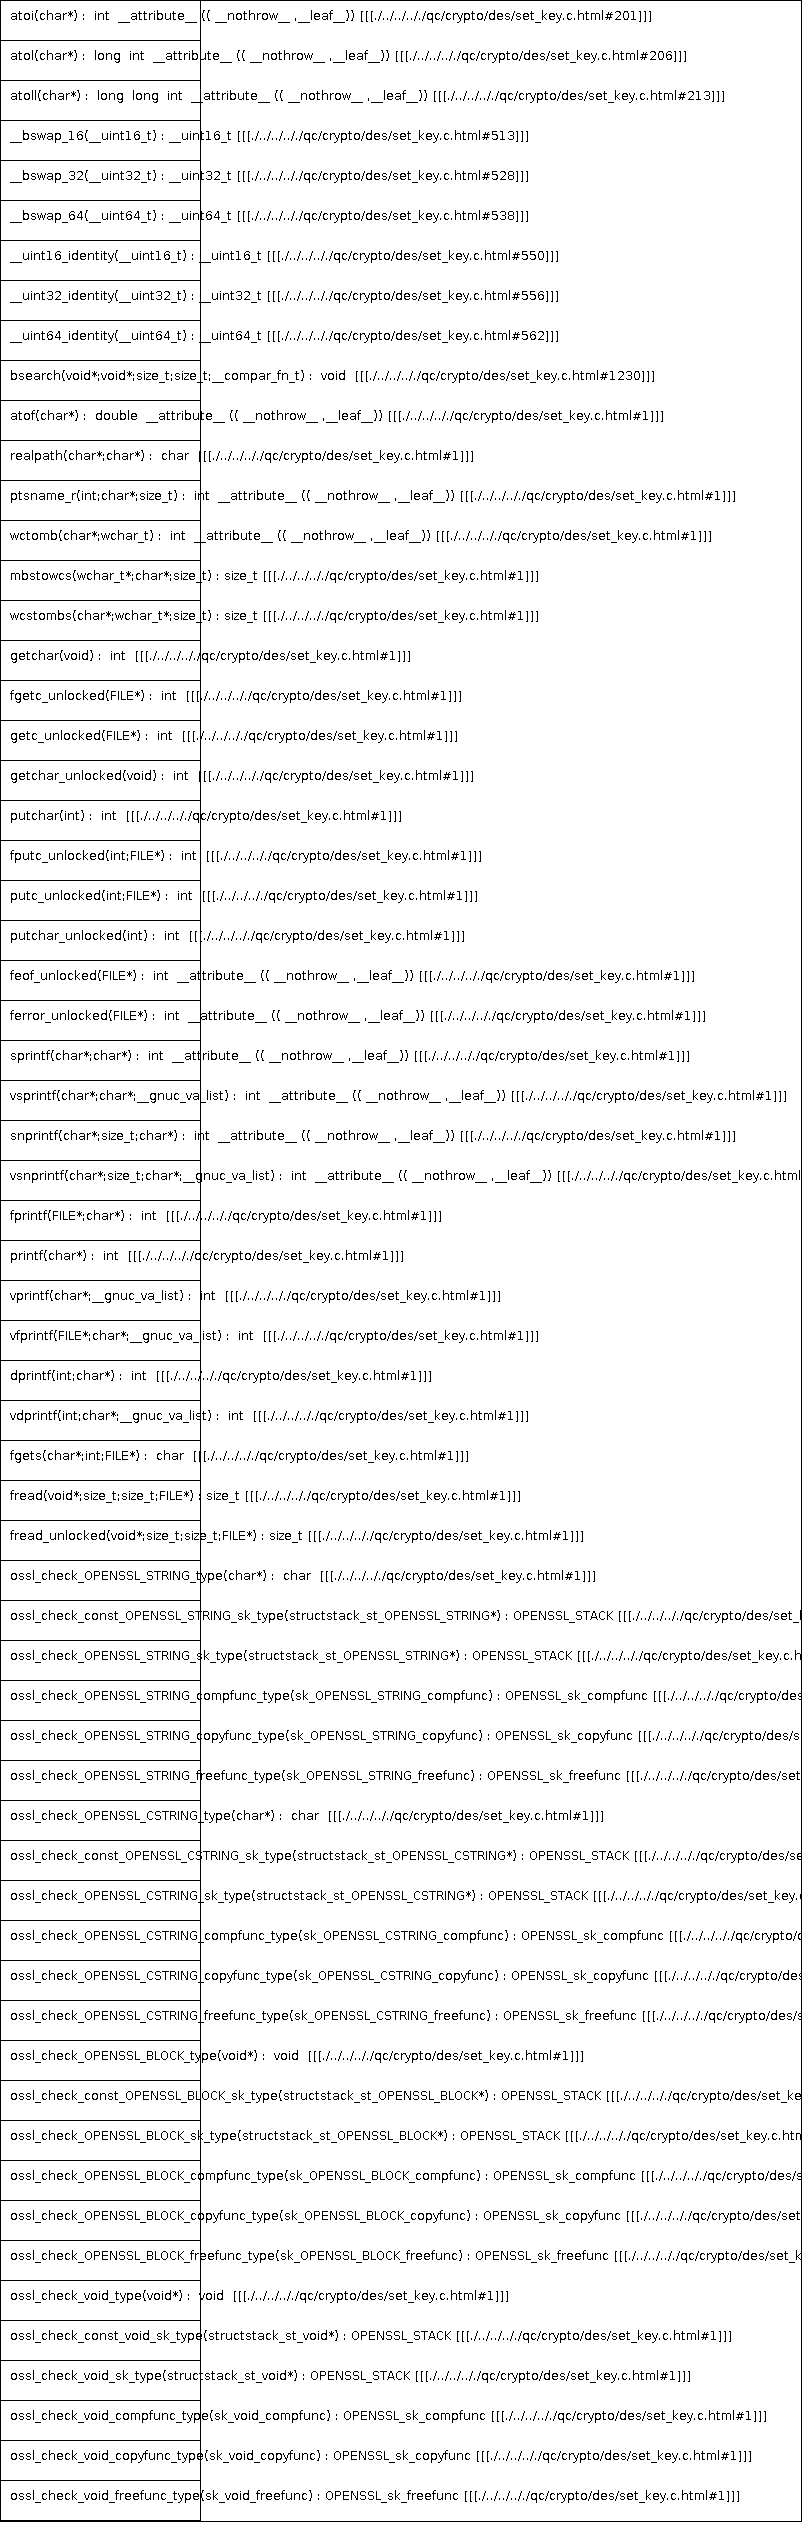 atoi(char*) : int __attribute__ (( __nothrow__ ,__leaf__)) [[[./../../../../qc/crypto/des/set_key.c.html#201]]]
atol(char*) : long int __attribute__ (( __nothrow__ ,__leaf__)) [[[./../../../../qc/crypto/des/set_key.c.html#206]]]
atoll(char*) : long long int __attribute__ (( __nothrow__ ,__leaf__)) [[[./../../../../qc/crypto/des/set_key.c.html#213]]]
__bswap_16(__uint16_t) : __uint16_t [[[./../../../../qc/crypto/des/set_key.c.html#513]]]
__bswap_32(__uint32_t) : __uint32_t [[[./../../../../qc/crypto/des/set_key.c.html#528]]]
__bswap_64(__uint64_t) : __uint64_t [[[./../../../../qc/crypto/des/set_key.c.html#538]]]
__uint16_identity(__uint16_t) : __uint16_t [[[./../../../../qc/crypto/des/set_key.c.html#550]]]
__uint32_identity(__uint32_t) : __uint32_t [[[./../../../../qc/crypto/des/set_key.c.html#556]]]
__uint64_identity(__uint64_t) : __uint64_t [[[./../../../../qc/crypto/des/set_key.c.html#562]]]
bsearch(void*;void*;size_t;size_t;__compar_fn_t) : void [[[./../../../../qc/crypto/des/set_key.c.html#1230]]]
atof(char*) : double __attribute__ (( __nothrow__ ,__leaf__)) [[[./../../../../qc/crypto/des/set_key.c.html#1]]]
realpath(char*;char*) : char [[[./../../../../qc/crypto/des/set_key.c.html#1]]]
ptsname_r(int;char*;size_t) : int __attribute__ (( __nothrow__ ,__leaf__)) [[[./../../../../qc/crypto/des/set_key.c.html#1]]]
wctomb(char*;wchar_t) : int __attribute__ (( __nothrow__ ,__leaf__)) [[[./../../../../qc/crypto/des/set_key.c.html#1]]]
mbstowcs(wchar_t*;char*;size_t) : size_t [[[./../../../../qc/crypto/des/set_key.c.html#1]]]
wcstombs(char*;wchar_t*;size_t) : size_t [[[./../../../../qc/crypto/des/set_key.c.html#1]]]
getchar(void) : int [[[./../../../../qc/crypto/des/set_key.c.html#1]]]
fgetc_unlocked(FILE*) : int [[[./../../../../qc/crypto/des/set_key.c.html#1]]]
getc_unlocked(FILE*) : int [[[./../../../../qc/crypto/des/set_key.c.html#1]]]
getchar_unlocked(void) : int [[[./../../../../qc/crypto/des/set_key.c.html#1]]]
putchar(int) : int [[[./../../../../qc/crypto/des/set_key.c.html#1]]]
fputc_unlocked(int;FILE*) : int [[[./../../../../qc/crypto/des/set_key.c.html#1]]]
putc_unlocked(int;FILE*) : int [[[./../../../../qc/crypto/des/set_key.c.html#1]]]
putchar_unlocked(int) : int [[[./../../../../qc/crypto/des/set_key.c.html#1]]]
feof_unlocked(FILE*) : int __attribute__ (( __nothrow__ ,__leaf__)) [[[./../../../../qc/crypto/des/set_key.c.html#1]]]
ferror_unlocked(FILE*) : int __attribute__ (( __nothrow__ ,__leaf__)) [[[./../../../../qc/crypto/des/set_key.c.html#1]]]
sprintf(char*;char*) : int __attribute__ (( __nothrow__ ,__leaf__)) [[[./../../../../qc/crypto/des/set_key.c.html#1]]]
vsprintf(char*;char*;__gnuc_va_list) : int __attribute__ (( __nothrow__ ,__leaf__)) [[[./../../../../qc/crypto/des/set_key.c.html#1]]]
snprintf(char*;size_t;char*) : int __attribute__ (( __nothrow__ ,__leaf__)) [[[./../../../../qc/crypto/des/set_key.c.html#1]]]
vsnprintf(char*;size_t;char*;__gnuc_va_list) : int __attribute__ (( __nothrow__ ,__leaf__)) [[[./../../../../qc/crypto/des/set_key.c.html
fprintf(FILE*;char*) : int [[[./../../../../qc/crypto/des/set_key.c.html#1]]]
printf(char*) : int [[[./../../../../qc/crypto/des/set_key.c.html#1]]]
vprintf(char*;__gnuc_va_list) : int [[[./../../../../qc/crypto/des/set_key.c.html#1]]]
vfprintf(FILE*;char*;__gnuc_va_list) : int [[[./../../../../qc/crypto/des/set_key.c.html#1]]]
dprintf(int;char*) : int [[[./../../../../qc/crypto/des/set_key.c.html#1]]]
vdprintf(int;char*;__gnuc_va_list) : int [[[./../../../../qc/crypto/des/set_key.c.html#1]]]
fgets(char*;int;FILE*) : char [[[./../../../../qc/crypto/des/set_key.c.html#1]]]
fread(void*;size_t;size_t;FILE*) : size_t [[[./../../../../qc/crypto/des/set_key.c.html#1]]]
fread_unlocked(void*;size_t;size_t;FILE*) : size_t [[[./../../../../qc/crypto/des/set_key.c.html#1]]]
ossl_check_OPENSSL_STRING_type(char*) : char [[[./../../../../qc/crypto/des/set_key.c.html#1]]]
ossl_check_const_OPENSSL_STRING_sk_type(structstack_st_OPENSSL_STRING*) : OPENSSL_STACK [[[./../../../../qc/crypto/des/set_k
ossl_check_OPENSSL_STRING_sk_type(structstack_st_OPENSSL_STRING*) : OPENSSL_STACK [[[./../../../../qc/crypto/des/set_key.c.h
ossl_check_OPENSSL_STRING_compfunc_type(sk_OPENSSL_STRING_compfunc) : OPENSSL_sk_compfunc [[[./../../../../qc/crypto/des
ossl_check_OPENSSL_STRING_copyfunc_type(sk_OPENSSL_STRING_copyfunc) : OPENSSL_sk_copyfunc [[[./../../../../qc/crypto/des/s
ossl_check_OPENSSL_STRING_freefunc_type(sk_OPENSSL_STRING_freefunc) : OPENSSL_sk_freefunc [[[./../../../../qc/crypto/des/set
ossl_check_OPENSSL_CSTRING_type(char*) : char [[[./../../../../qc/crypto/des/set_key.c.html#1]]]
ossl_check_const_OPENSSL_CSTRING_sk_type(structstack_st_OPENSSL_CSTRING*) : OPENSSL_STACK [[[./../../../../qc/crypto/des/se
ossl_check_OPENSSL_CSTRING_sk_type(structstack_st_OPENSSL_CSTRING*) : OPENSSL_STACK [[[./../../../../qc/crypto/des/set_key.c
ossl_check_OPENSSL_CSTRING_compfunc_type(sk_OPENSSL_CSTRING_compfunc) : OPENSSL_sk_compfunc [[[./../../../../qc/crypto/d
ossl_check_OPENSSL_CSTRING_copyfunc_type(sk_OPENSSL_CSTRING_copyfunc) : OPENSSL_sk_copyfunc [[[./../../../../qc/crypto/des
ossl_check_OPENSSL_CSTRING_freefunc_type(sk_OPENSSL_CSTRING_freefunc) : OPENSSL_sk_freefunc [[[./../../../../qc/crypto/des/s
ossl_check_OPENSSL_BLOCK_type(void*) : void [[[./../../../../qc/crypto/des/set_key.c.html#1]]]
ossl_check_const_OPENSSL_BLOCK_sk_type(structstack_st_OPENSSL_BLOCK*) : OPENSSL_STACK [[[./../../../../qc/crypto/des/set_ke
ossl_check_OPENSSL_BLOCK_sk_type(structstack_st_OPENSSL_BLOCK*) : OPENSSL_STACK [[[./../../../../qc/crypto/des/set_key.c.htm
ossl_check_OPENSSL_BLOCK_compfunc_type(sk_OPENSSL_BLOCK_compfunc) : OPENSSL_sk_compfunc [[[./../../../../qc/crypto/des/s
ossl_check_OPENSSL_BLOCK_copyfunc_type(sk_OPENSSL_BLOCK_copyfunc) : OPENSSL_sk_copyfunc [[[./../../../../qc/crypto/des/set
ossl_check_OPENSSL_BLOCK_freefunc_type(sk_OPENSSL_BLOCK_freefunc) : OPENSSL_sk_freefunc [[[./../../../../qc/crypto/des/set_k
ossl_check_void_type(void*) : void [[[./../../../../qc/crypto/des/set_key.c.html#1]]]
ossl_check_const_void_sk_type(structstack_st_void*) : OPENSSL_STACK [[[./../../../../qc/crypto/des/set_key.c.html#1]]]
ossl_check_void_sk_type(structstack_st_void*) : OPENSSL_STACK [[[./../../../../qc/crypto/des/set_key.c.html#1]]]
ossl_check_void_compfunc_type(sk_void_compfunc) : OPENSSL_sk_compfunc [[[./../../../../qc/crypto/des/set_key.c.html#1]]]
ossl_check_void_copyfunc_type(sk_void_copyfunc) : OPENSSL_sk_copyfunc [[[./../../../../qc/crypto/des/set_key.c.html#1]]]
ossl_check_void_freefunc_type(sk_void_freefunc) : OPENSSL_sk_freefunc [[[./../../../../qc/crypto/des/set_key.c.html#1]]]